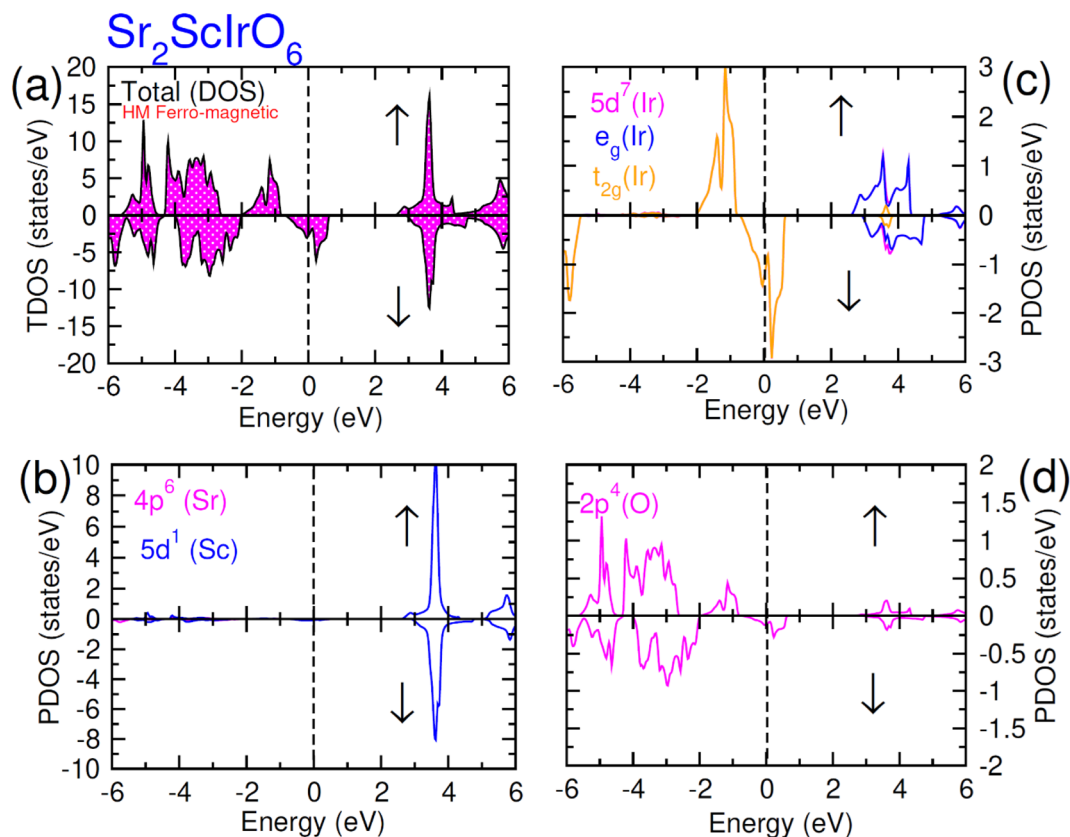 Sr2ScIrO6
(a)
20
15
10
5
0
-5
-10
-15
-20
TDOS (states/eV)
Total (DOS)
HM Ferro-magnetic
↑
↓
-6 -4 -2 0 2 4 6
Energy (eV)
(c)
3
2
1
0
-1
-2
-3
PDOS (states/eV)
5d7(Ir)
eg(Ir)
t2g(Ir)
↑
↓
-6 -4 -2 0 2 4 6
Energy (eV)
(b)
10
8
6
4
2
0
-2
-4
-6
-8
-10
PDOS (states/eV)
4p6 (Sr)
5d1 (Sc)
↑
↓
-6 -4 -2 0 2 4 6
Energy (eV)
(d)
2
1.5
1
0.5
0
-0.5
-1
-1.5
-2
PDOS (states/eV)
2p4(O)
↑
↓
-6 -4 -2 0 2 4 6
Energy (eV)